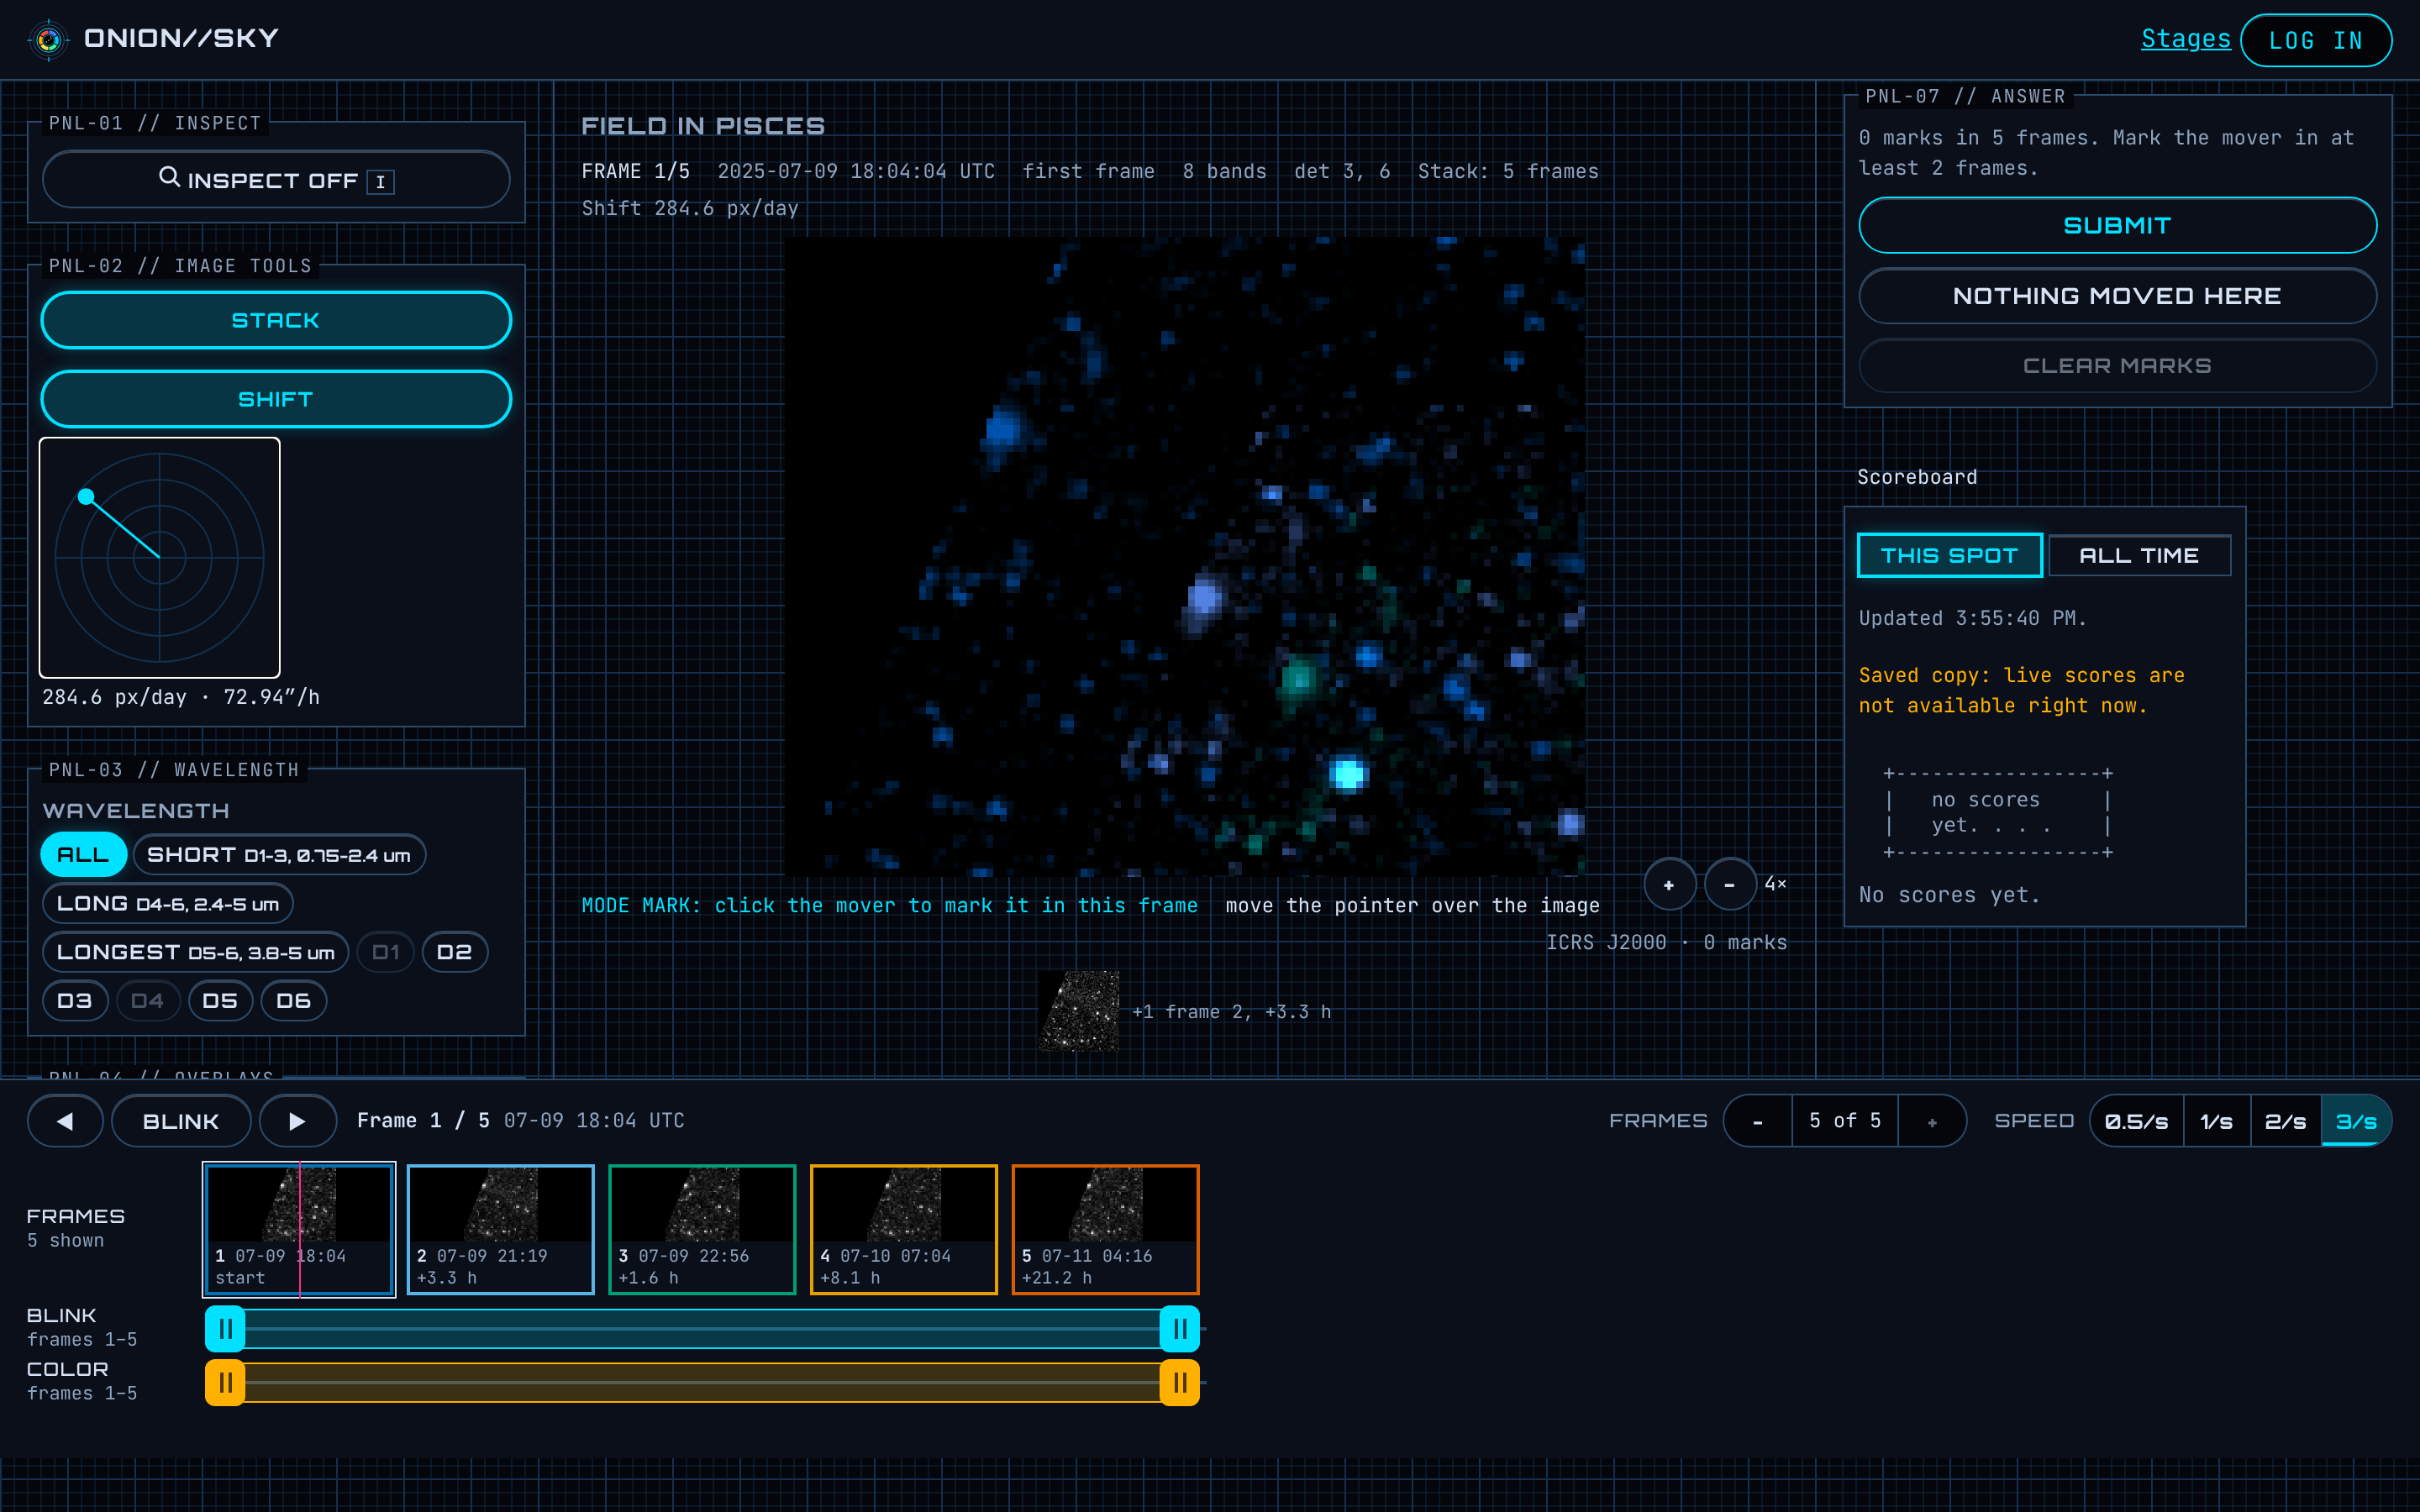 ONION//SKY
Stages
LOG IN
PNL-01 // INSPECT
INSPECT OFF I
PNL-02 // IMAGE TOOLS
STACK
SHIFT
284.6 px/day · 72.94″/h
PNL-03 // WAVELENGTH
WAVELENGTH
ALL
SHORT D1-3, 0.75-2.4 um
LONG D4-6, 2.4-5 um
LONGEST D5-6, 3.8-5 um
D1
D2
D3
D4
D5
D6
PNL-04 // OVERLAYS
FIELD IN PISCES
FRAME 1/5 2025-07-09 18:04:04 UTC first frame 8 bands det 3, 6 Stack: 5 frames
Shift 284.6 px/day
+
-
4×
MODE MARK: click the mover to mark it in this frame move the pointer over the image
ICRS J2000 · 0 marks
+1 frame 2, +3.3 h
PNL-07 // ANSWER
0 marks in 5 frames. Mark the mover in at
least 2 frames.
SUBMIT
NOTHING MOVED HERE
CLEAR MARKS
Scoreboard
THIS SPOT
ALL TIME
Updated 3:55:40 PM.
Saved copy: live scores are
not available right now.
+-----------------+
| no scores |
| yet. . . . |
+-----------------+
No scores yet.
BLINK
Frame 1 / 5 07-09 18:04 UTC
FRAMES
-
5 of 5
+
SPEED
0.5/s
1/s
2/s
3/s
FRAMES
5 shown
1 07-09 18:04
start
2 07-09 21:19
+3.3 h
3 07-09 22:56
+1.6 h
4 07-10 07:04
+8.1 h
5 07-11 04:16
+21.2 h
BLINK
frames 1–5
COLOR
frames 1–5